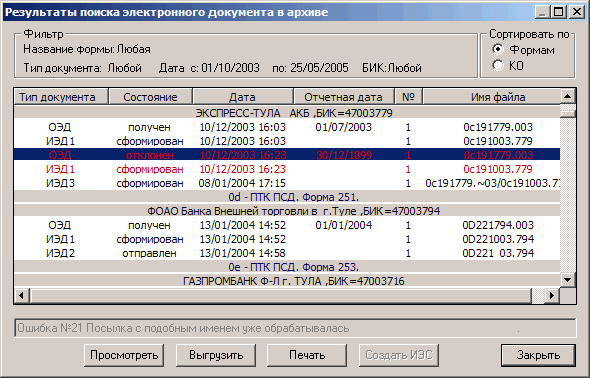 Результаты поиска электронного документа в архиве
Фильтр
Название формы: Любая
Тип документа: Любой Дата с: 01/10/2003 по: 25/05/2005 БИК: Любой
Сортировать по
Формам
КО
Тип документа Состояние Дата Отчетная дата № Имя файла
ЭКСПРЕСС-ТУЛА АКБ ,БИК=47003779
ОЭД получен 10/12/2003 16:03 01/07/2003 1 0c191779.003
ИЭД1 сформирован 10/12/2003 16:03 1 0c191003.779
ОЭД отклонен 10/12/2003 16:23 30/12/1899 1 0c191779.003
ИЭД1 сформирован 10/12/2003 16:23 1 0c191003.779
ИЭД3 сформирован 08/01/2004 17:15 1 0c191779.~03/0c191003.77
0d - ПТК ПСД. Форма 251.
ФОАО Банка Внешней торговли в г.Туле ,БИК=47003794
ОЭД получен 13/01/2004 14:52 01/01/2004 1 0D221794.003
ИЭД1 сформирован 13/01/2004 14:52 1 0D221003.794
ИЭД2 отправлен 13/01/2004 14:58 1 0D221 03.794
0e - ПТК ПСД. Форма 253.
ГАЗПРОМБАНК Ф-Л г. ТУЛА ,БИК=47003716
Ошибка №21 Посылка с подобным именем уже обрабатывалась .
Просмотреть Выгрузить Печать Создать ИЭС Закрыть